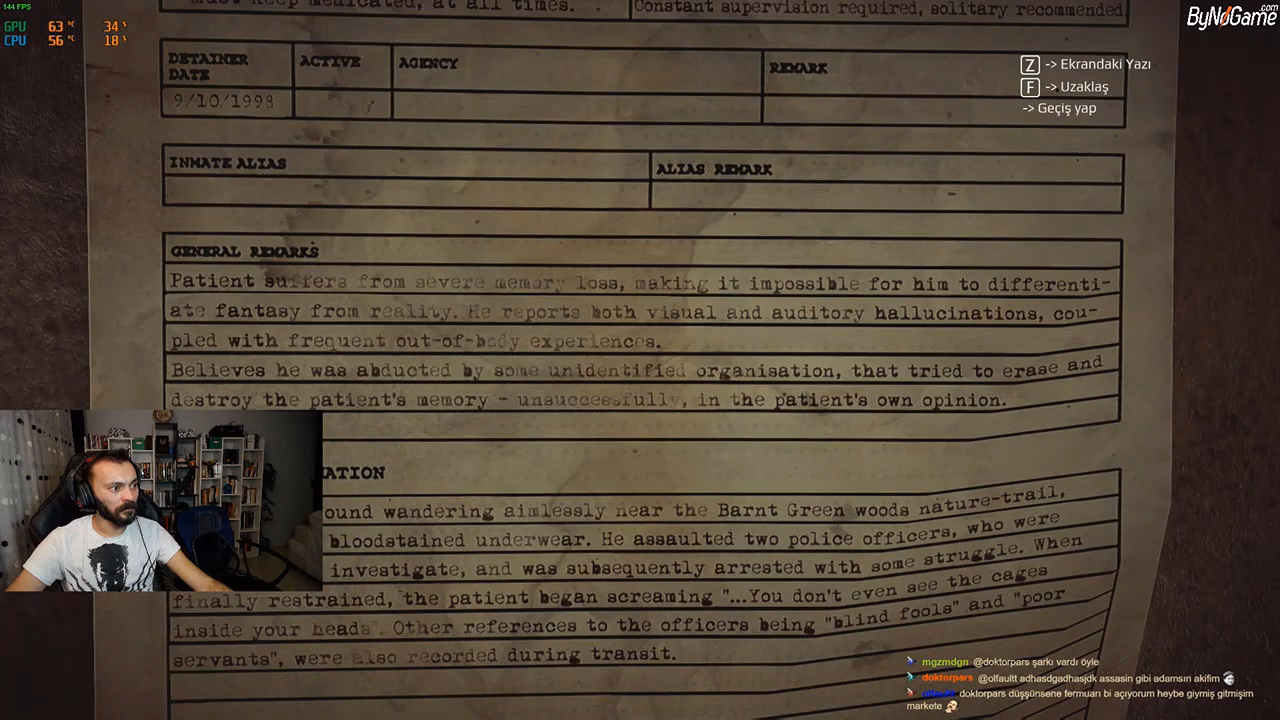 144 FPS
GPU 63 °C 34 %
CPU 56 °C 18 %
ByNoGame.com
must keep medicated, at all times.
Constant supervision required, solitary recommended
DETAINER DATE
ACTIVE
AGENCY
REMARK
9/10/1998
Z -> Ekrandaki Yazı
F -> Uzaklaş
-> Geçiş yap
INMATE ALIAS
ALIAS REMARK
GENERAL REMARKS
Patient suffers from severe memory loss, making it impossible for him to differenti-
ate fantasy from reality. He reports both visual and auditory hallucinations, cou-
pled with frequent out-of-body experiences.
Believes he was abducted by some unidentified organisation, that tried to erase and
destroy the patient's memory - unsuccessfully, in the patient's own opinion.
ATION
ound wandering aimlessly near the Barnt Green woods nature-trail,
bloodstained underwear. He assaulted two police officers, who were
investigate, and was subsequently arrested with some struggle. When
finally restrained, the patient began screaming "...You don't even see the cages
inside your heads". Other references to the officers being "blind fools" and "poor
servants", were also recorded during transit.
mgzmdgn @doktorpars şarkı vardı öyle
doktorpars @olfaultt adhasdgadhasjdk assasin gibi adamsın akifim
olfaultt doktorpars düşşünsene fermuarı bi açıyorum heybe giymiş gitmişim
markete